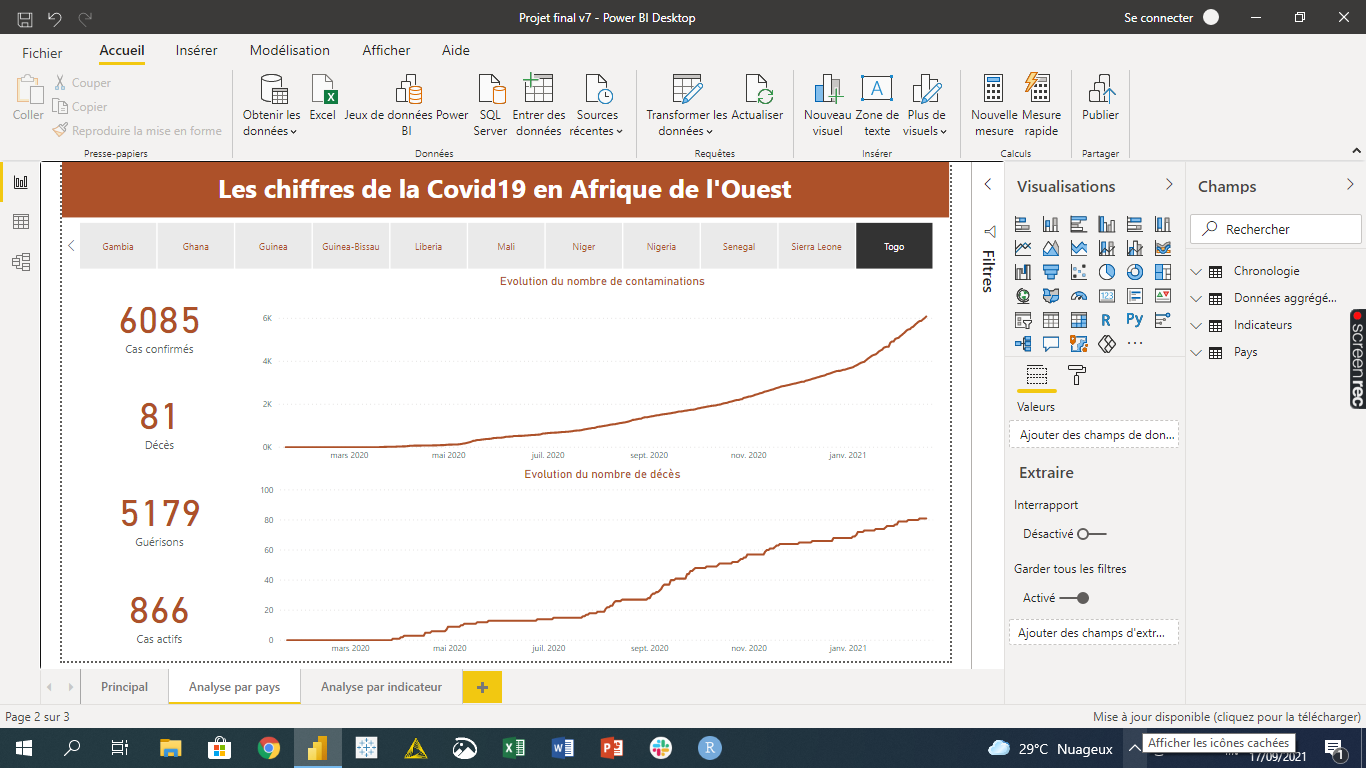 Projet final v7 - Power BI Desktop
Se connecter
Fichier
Accueil
Insérer
Modélisation
Afficher
Aide
Coller
Couper
Copier
Reproduire la mise en forme
Presse-papiers
Obtenir les
données
Excel
Jeux de données Power
BI
SQL
Server
Entrer des
données
Sources
récentes
Données
Transformer les
données
Actualiser
Requêtes
Nouveau
visuel
A
Zone de
texte
Plus de
visuels
Insérer
Nouvelle
mesure
Mesure
rapide
Calculs
Publier
Partager
Les chiffres de la Covid19 en Afrique de l'Ouest
Gambia
Ghana
Guinea
Guinea-Bissau
Liberia
Mali
Niger
Nigeria
Senegal
Sierra Leone
Togo
6085
Cas confirmés
81
Décès
5179
Guérisons
866
Cas actifs
Evolution du nombre de contaminations
6K
4K
2K
0K
mars 2020
mai 2020
juil. 2020
sept. 2020
nov. 2020
janv. 2021
Evolution du nombre de décès
100
80
60
40
20
0
mars 2020
mai 2020
juil. 2020
sept. 2020
nov. 2020
janv. 2021
Filtres
Visualisations
123
R
Py
Valeurs
Ajouter des champs de don...
Extraire
Interrapport
Désactivé
Garder tous les filtres
Activé
Ajouter des champs d'extr...
Champs
Rechercher
Chronologie
Données aggrégé...
Indicateurs
Pays
screenrec
Principal
Analyse par pays
Analyse par indicateur
Page 2 sur 3
Mise à jour disponible (cliquez pour la télécharger)
29°C Nuageux
Afficher les icônes cachées
17/09/2021
1